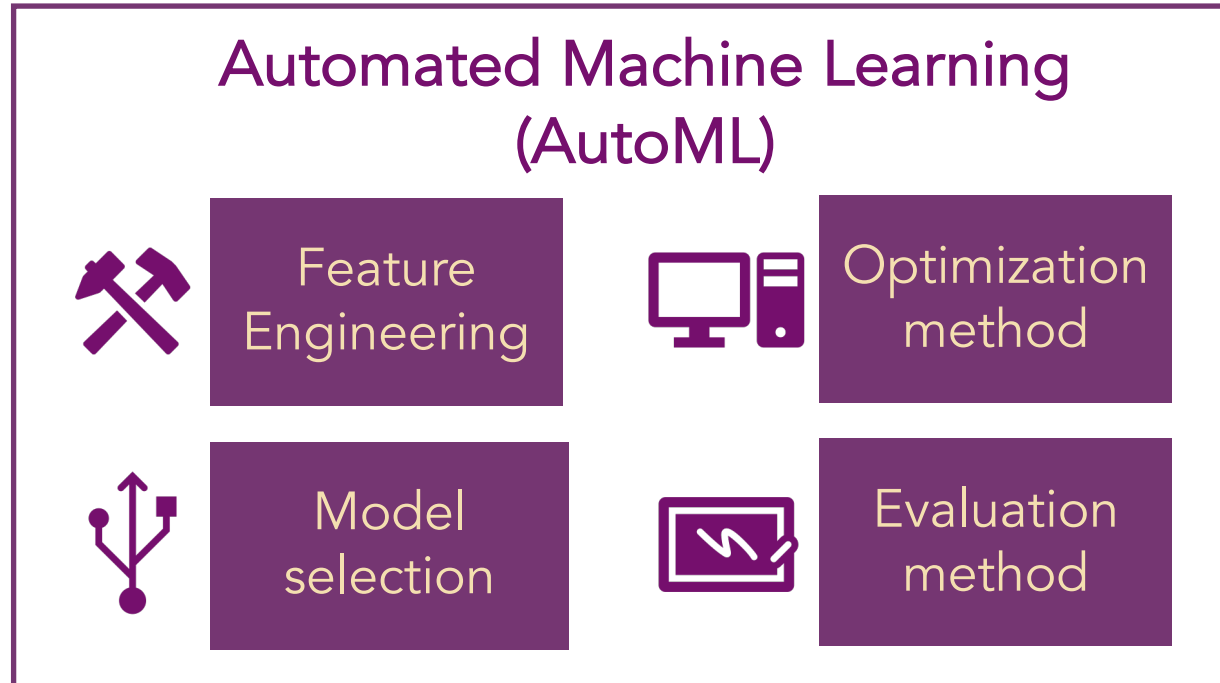 Automated Machine Learning
(AutoML)
Feature
Engineering
Optimization
method
Model
selection
Evaluation
method